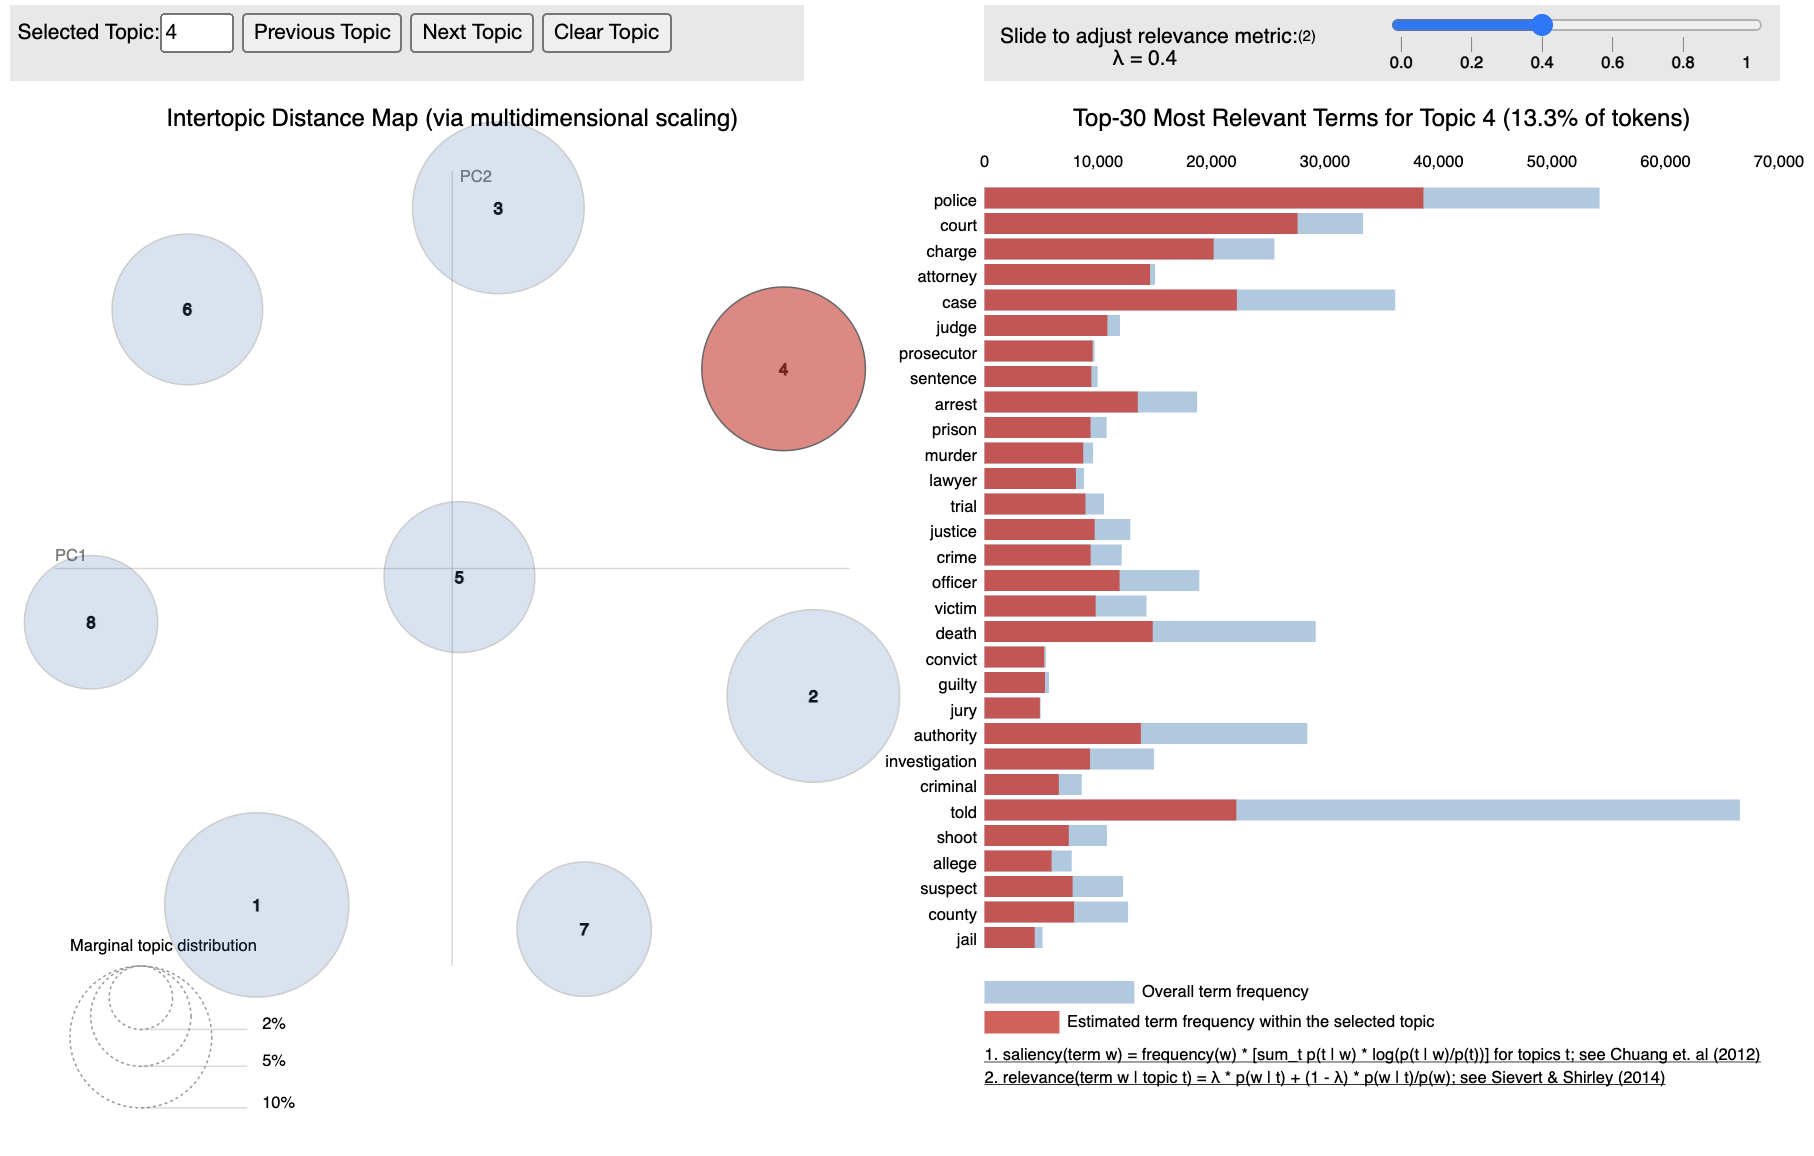 Selected Topic: 4 Previous Topic Next Topic Clear Topic
Slide to adjust relevance metric:(2)
λ = 0.4
0.0 0.2 0.4 0.6 0.8 1
Intertopic Distance Map (via multidimensional scaling)
PC2
3
6
4
PC1
5
8
2
1
7
Marginal topic distribution
2%
5%
10%
Top-30 Most Relevant Terms for Topic 4 (13.3% of tokens)
0 10,000 20,000 30,000 40,000 50,000 60,000 70,000
police
court
charge
attorney
case
judge
prosecutor
sentence
arrest
prison
murder
lawyer
trial
justice
crime
officer
victim
death
convict
guilty
jury
authority
investigation
criminal
told
shoot
allege
suspect
county
jail
Overall term frequency
Estimated term frequency within the selected topic
1. saliency(term w) = frequency(w) * [sum_t p(t | w) * log(p(t | w)/p(t))] for topics t; see Chuang et. al (2012)
2. relevance(term w | topic t) = λ * p(w | t) + (1 - λ) * p(w | t)/p(w); see Sievert & Shirley (2014)